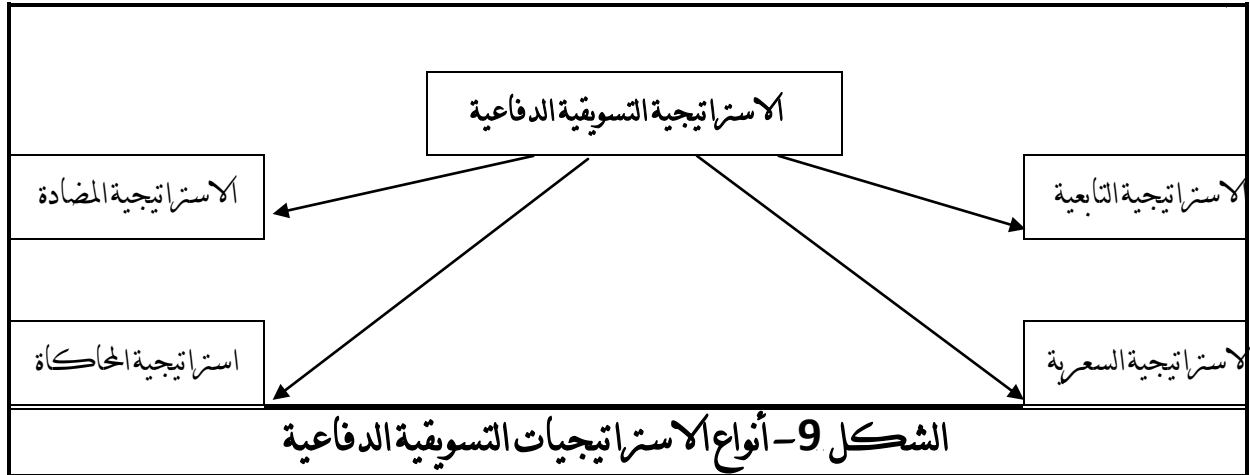 الاستراتيجية التسويقية الدفاعية
الاستراتيجية التابعية
الاستراتيجية المضادة
الاستراتيجية السعرية
استراتيجية المحاكاة
الشكل 9– أنواع الاستراتيجيات التسويقية الدفاعية